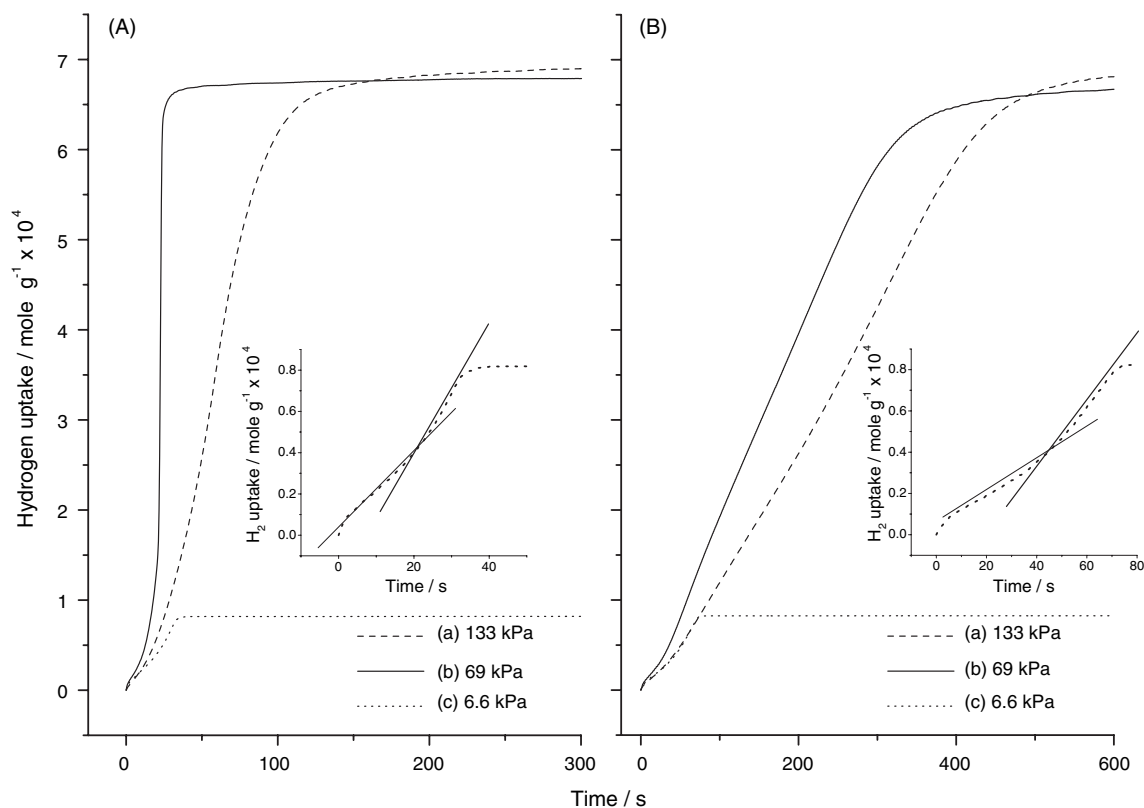 (A)
(B)
Hydrogen uptake / mole g⁻¹ x 10⁴
7
6
5
4
3
2
1
0
H₂ uptake / mole g⁻¹ x 10⁴
0.8
0.6
0.4
0.2
0.0
0 20 40
Time / s
(a) 133 kPa
(b) 69 kPa
(c) 6.6 kPa
0 100 200 300
H₂ uptake / mole g⁻¹ x 10⁴
0.8
0.6
0.4
0.2
0.0
0 20 40 60 80
Time / s
(a) 133 kPa
(b) 69 kPa
(c) 6.6 kPa
0 200 400 600
Time / s